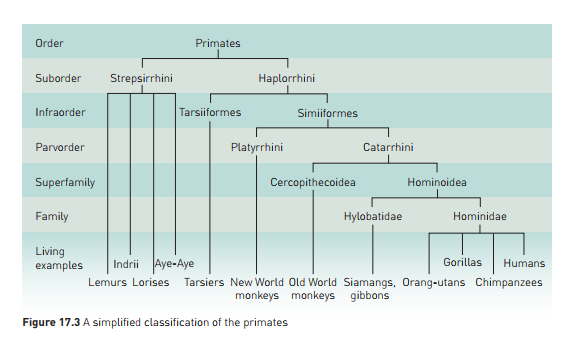 Order Primates
Suborder Strepsirrhini Haplorrhini
Infraorder Tarsiiformes Simiiformes
Parvorder Platyrrhini Catarrhini
Superfamily Cercopithecoidea Hominoidea
Family Hylobatidae Hominidae
Living
examples Indrii Aye-Aye Gorillas Humans
Lemurs Lorises Tarsiers New World Old World Siamangs, Orang-utans Chimpanzees
monkeys monkeys gibbons
Figure 17.3 A simplified classification of the primates